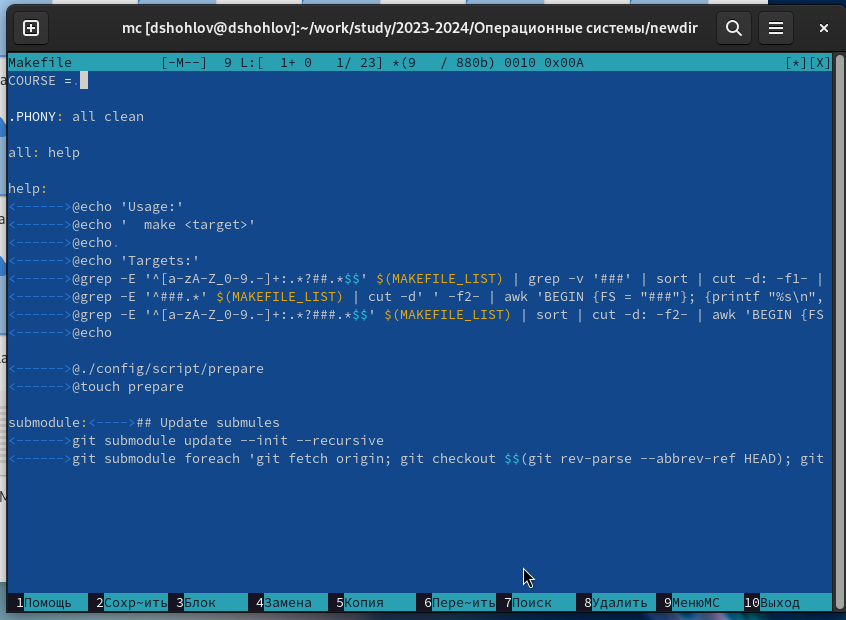 mc [dshohlov@dshohlov]:~/work/study/2023-2024/Операционные системы/newdir
Makefile [-M--] 9 L:[ 1+ 0 1/ 23] *(9 / 880b) 0010 0x00A [*][X]
COURSE =.
.PHONY: all clean
all: help
help:
<------>@echo 'Usage:'
<------>@echo '  make <target>'
<------>@echo.
<------>@echo 'Targets:'
<------>@grep -E '^[a-zA-Z_0-9.-]+:.*?##.*$$' $(MAKEFILE_LIST) | grep -v '###' | sort | cut -d: -f1- |
<------>@grep -E '^###.*' $(MAKEFILE_LIST) | cut -d' ' -f2- | awk 'BEGIN {FS = "###"}; {printf "%s\n",
<------>@grep -E '^[a-zA-Z_0-9.-]+:.*?###.*$$' $(MAKEFILE_LIST) | sort | cut -d: -f2- | awk 'BEGIN {FS
<------>@echo
<------>@./config/script/prepare
<------>@touch prepare
submodule:<---->## Update submules
<------>git submodule update --init --recursive
<------>git submodule foreach 'git fetch origin; git checkout $$(git rev-parse --abbrev-ref HEAD); git
1Помощь 2Сохр~ить 3Блок 4Замена 5Копия 6Пере~ить 7Поиск 8Удалить 9МенюМС 10Выход